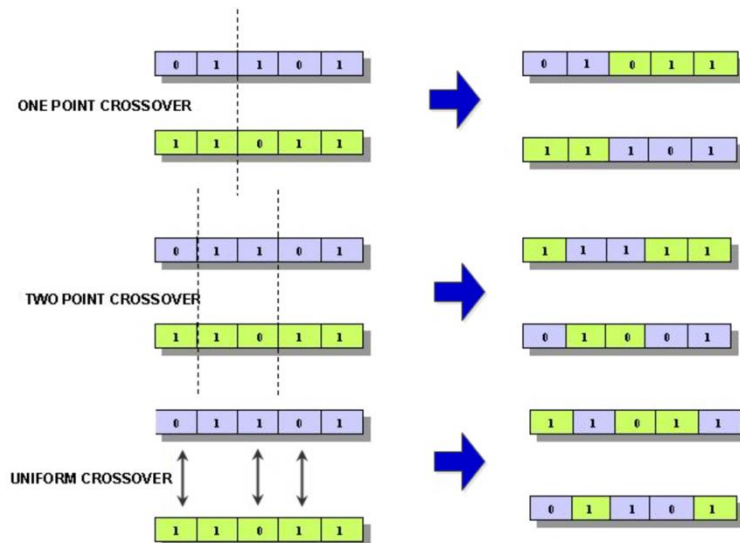 0 1 1 0 1
0 1 0 1 1
ONE POINT CROSSOVER
1 1 0 1 1
1 1 1 0 1
0 1 1 0 1
1 1 1 1 1
TWO POINT CROSSOVER
1 1 0 1 1
0 1 0 0 1
0 1 1 0 1
1 1 0 1 1
UNIFORM CROSSOVER
0 1 1 0 1
1 1 0 1 1